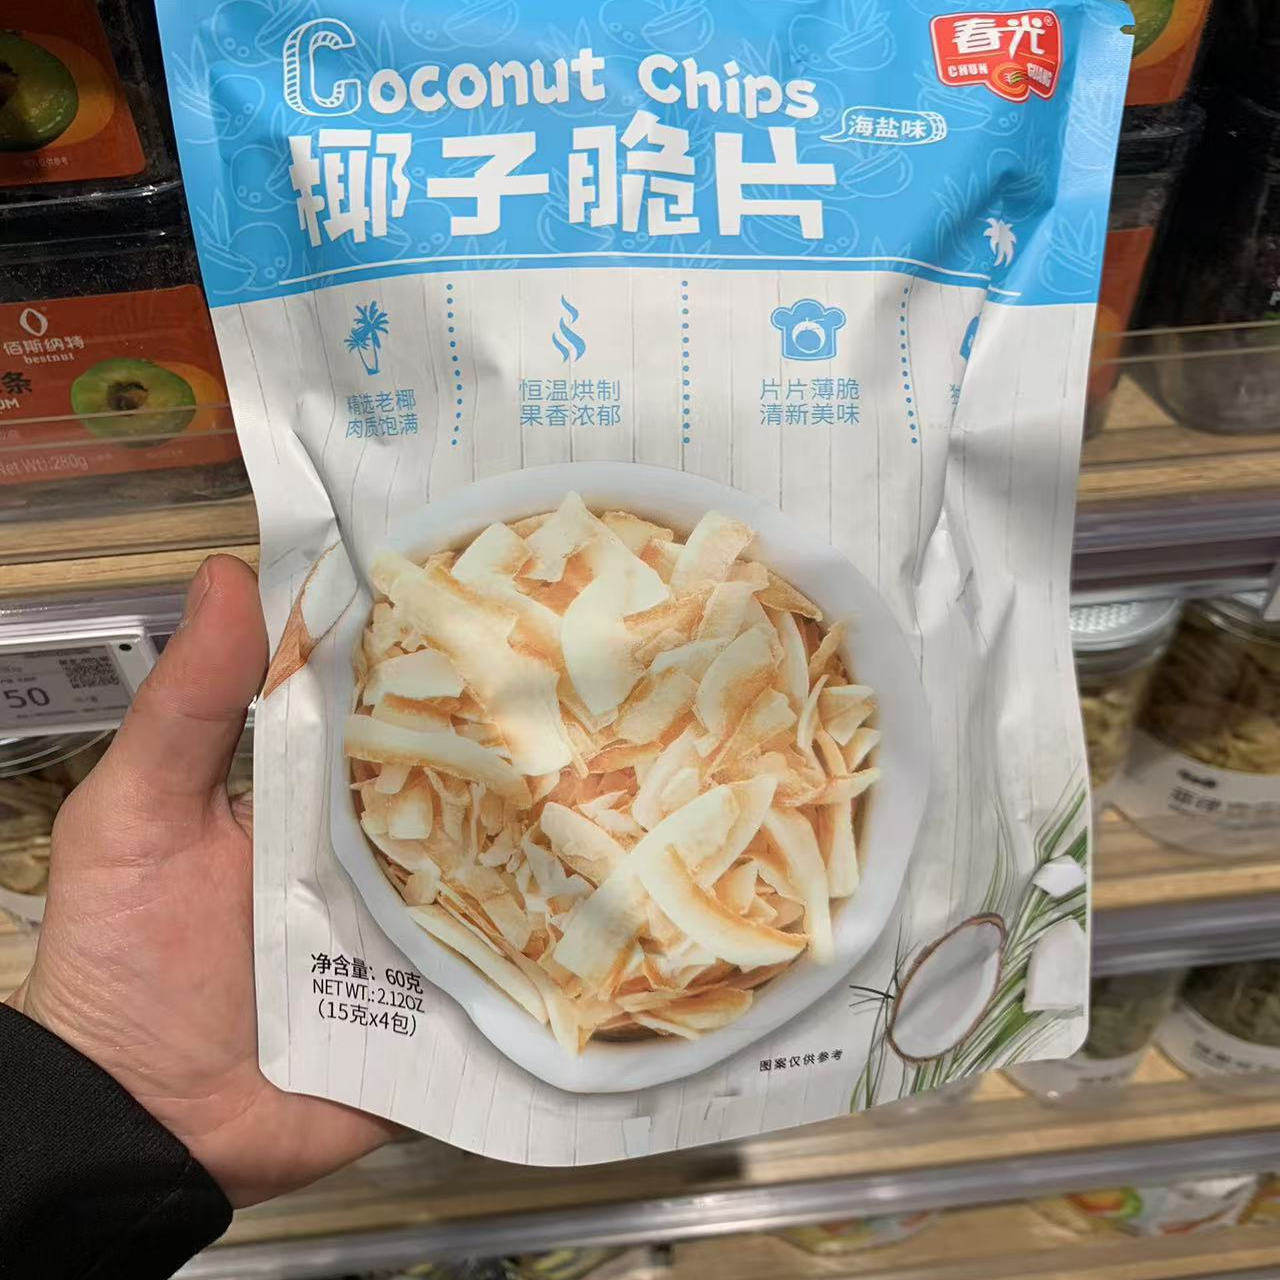 Coconut Chips
椰子脆片
海盐味
春光®
CHUN GUANG
精选老椰
肉质饱满
恒温烘制
果香浓郁
片片薄脆
清新美味
净含量：60克
NET WT.: 2.12OZ
（15克x4包）
图案仅供参考
佰斯纳特
bestnut
条
Net Wt:280g
50